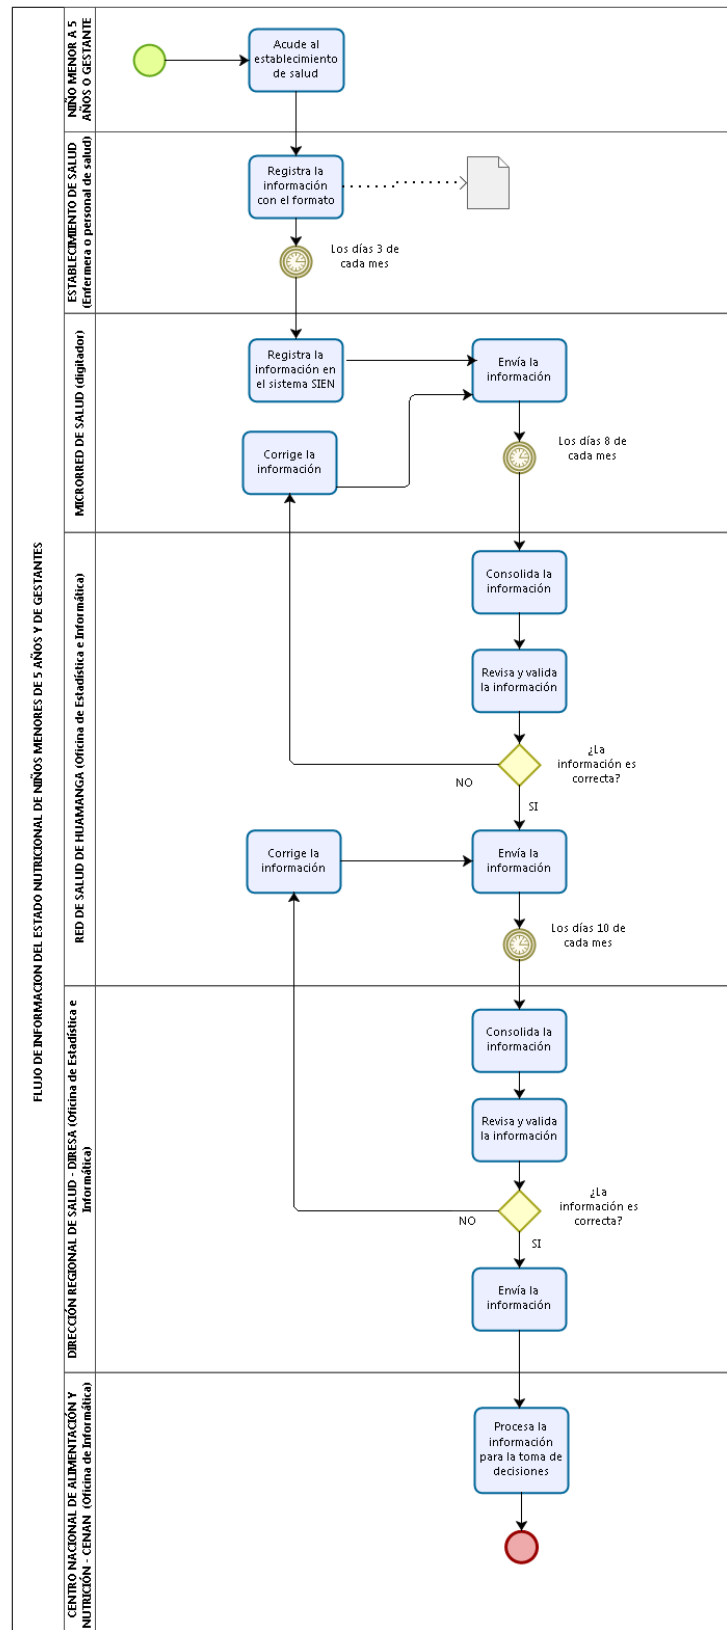 FLUJO DE INFORMACION DEL ESTADO NUTRICIONAL DE NIÑOS MENORES DE 5 AÑOS Y DE GESTANTES
NIÑO MENOR A 5
AÑOS O GESTANTE
Acude al
establecimiento
de salud
ESTABLECIMIENTO DE SALUD
(Enfermera o personal de salud)
Registra la
información
con el formato
Los días 3 de
cada mes
MICRORRED DE SALUD (digitador)
Registra la
información en
el sistema SIEN
Envía la
información
Corrige la
información
Los días 8 de
cada mes
RED DE SALUD DE HUAMANGA (Oficina de Estadística e Informática)
Consolida la
información
Revisa y valida
la información
¿La
información es
correcta?
NO
SI
Corrige la
información
Envía la
información
Los días 10 de
cada mes
DIRECCIÓN REGIONAL DE SALUD - DIRESA (Oficina de Estadística e
Informática)
Consolida la
información
Revisa y valida
la información
¿La
información es
correcta?
NO
SI
Envía la
información
CENTRO NACIONAL DE ALIMENTACIÓN Y
NUTRICIÓN - CENAN (Oficina de Informática)
Procesa la
información
para la toma de
decisiones